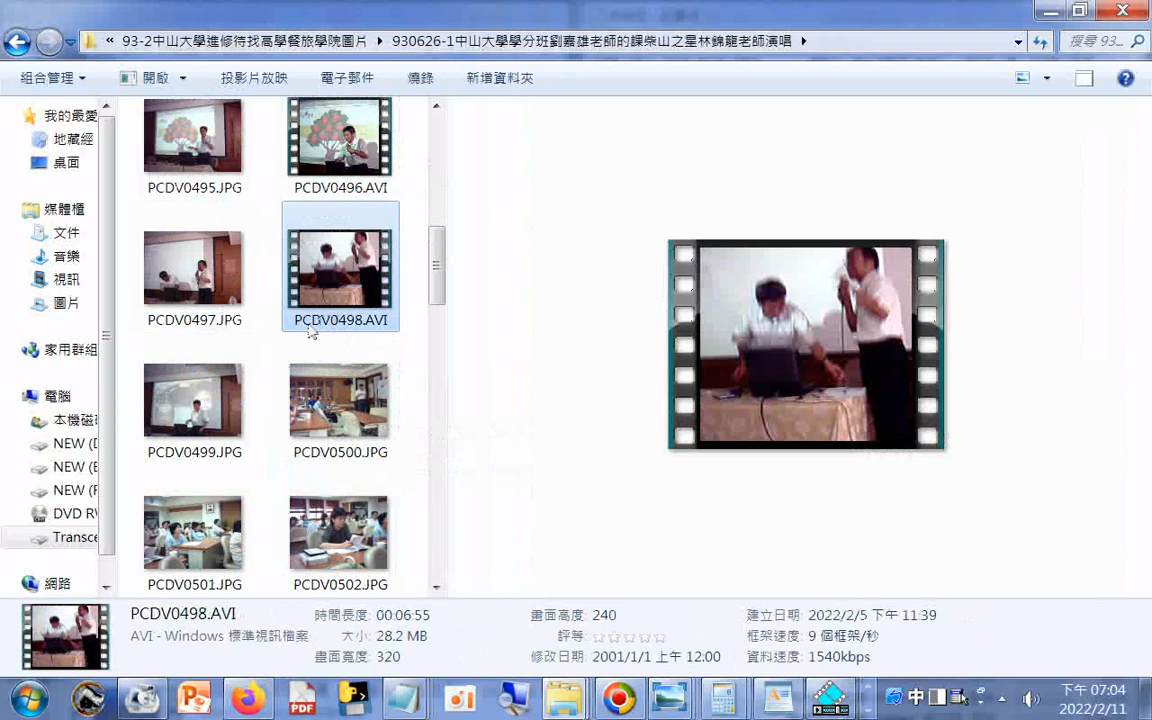 « 93-2中山大學進修待找高學餐旅學院圖片 ▸ 930626-1中山大學學分班劉嘉雄老師的課柴山之星林錦龍老師演唱 ▸
搜尋 93...
組合管理 開啟 投影片放映 電子郵件 燒錄 新增資料夾
我的最愛
地藏經
桌面
媒體櫃
文件
音樂
視訊
圖片
家用群組
電腦
本機磁
NEW (D
NEW (E
NEW (F
DVD RW
Transce
網路
PCDV0495.JPG PCDV0496.AVI
PCDV0497.JPG PCDV0498.AVI
PCDV0499.JPG PCDV0500.JPG
PCDV0501.JPG PCDV0502.JPG
PCDV0498.AVI 時間長度: 00:06:55 畫面高度: 240 建立日期: 2022/2/5 下午 11:39
AVI - Windows 標準視訊檔案 大小: 28.2 MB 評等: ☆☆☆☆☆ 框架速度: 9 個框架/秒
畫面寬度: 320 修改日期: 2001/1/1 上午 12:00 資料速度: 1540kbps
PDF
中
下午 07:04
2022/2/11